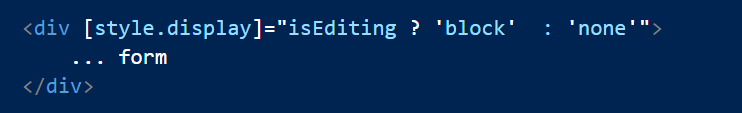 <div [style.display]="isEditing ? 'block'  : 'none'">
    ... form
</div>